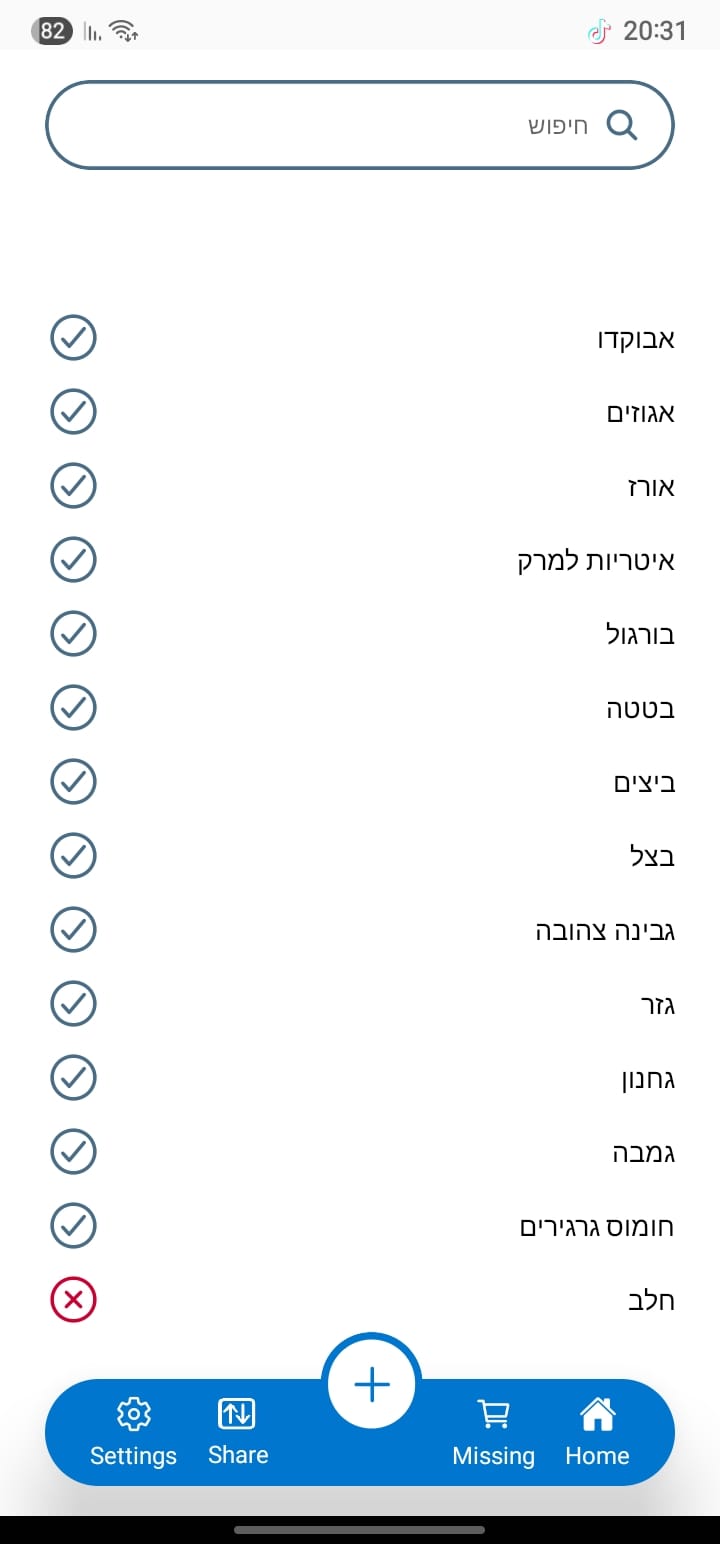 82
20:31
חיפוש
אבוקדו
אגוזים
אורז
איטריות למרק
בורגול
בטטה
ביצים
בצל
גבינה צהובה
גזר
גחנון
גמבה
חומוס גרגירים
חלב
Settings
Share
Missing
Home